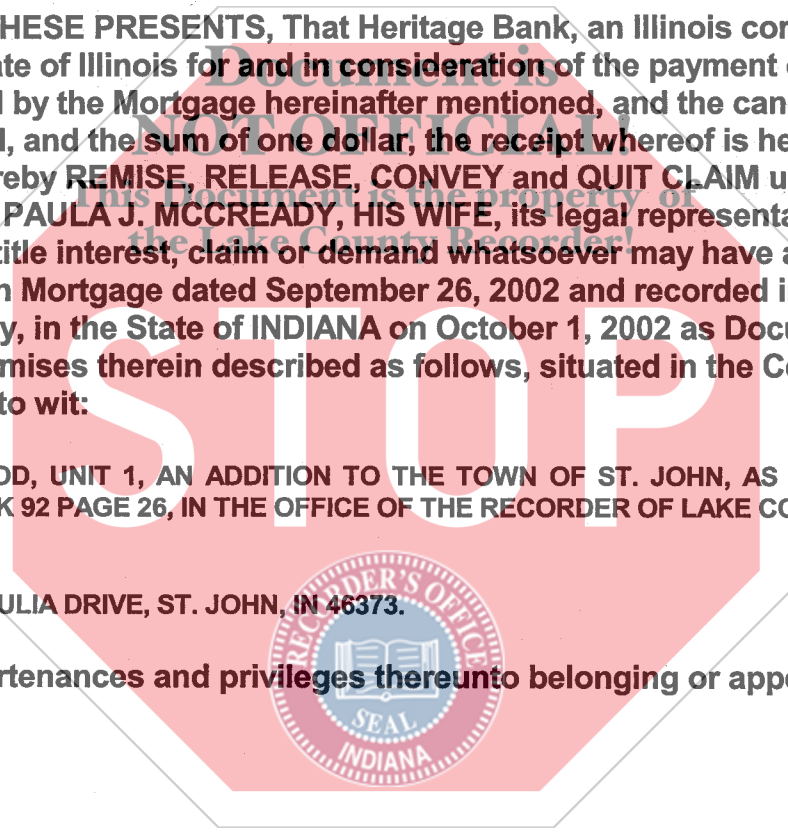 HESE PRESENTS, That Heritage Bank, an Illinois cor
ate of Illinois for and in consideration of the payment
Document is
l by the Mortgage hereinafter mentioned, and the can
NOT OFFICIAL!
l, and the sum of one dollar, the receipt whereof is he
reby REMISE, RELEASE, CONVEY and QUIT CLAIM u
This Document is the property of
PAULA J. MCCREADY, HIS WIFE, its legal representa
the Lake County Recorder!
title interest, claim or demand whatsoever may have a
n Mortgage dated September 26, 2002 and recorded i
y, in the State of INDIANA on October 1, 2002 as Docu
mises therein described as follows, situated in the Co
to wit:
STOP
OD, UNIT 1, AN ADDITION TO THE TOWN OF ST. JOHN, AS
K 92 PAGE 26, IN THE OFFICE OF THE RECORDER OF LAKE CO
ULIA DRIVE, ST. JOHN, IN 46373.
RECORDER'S OFFICE
rtenances and privileges thereunto belonging or appe
SEAL
INDIANA